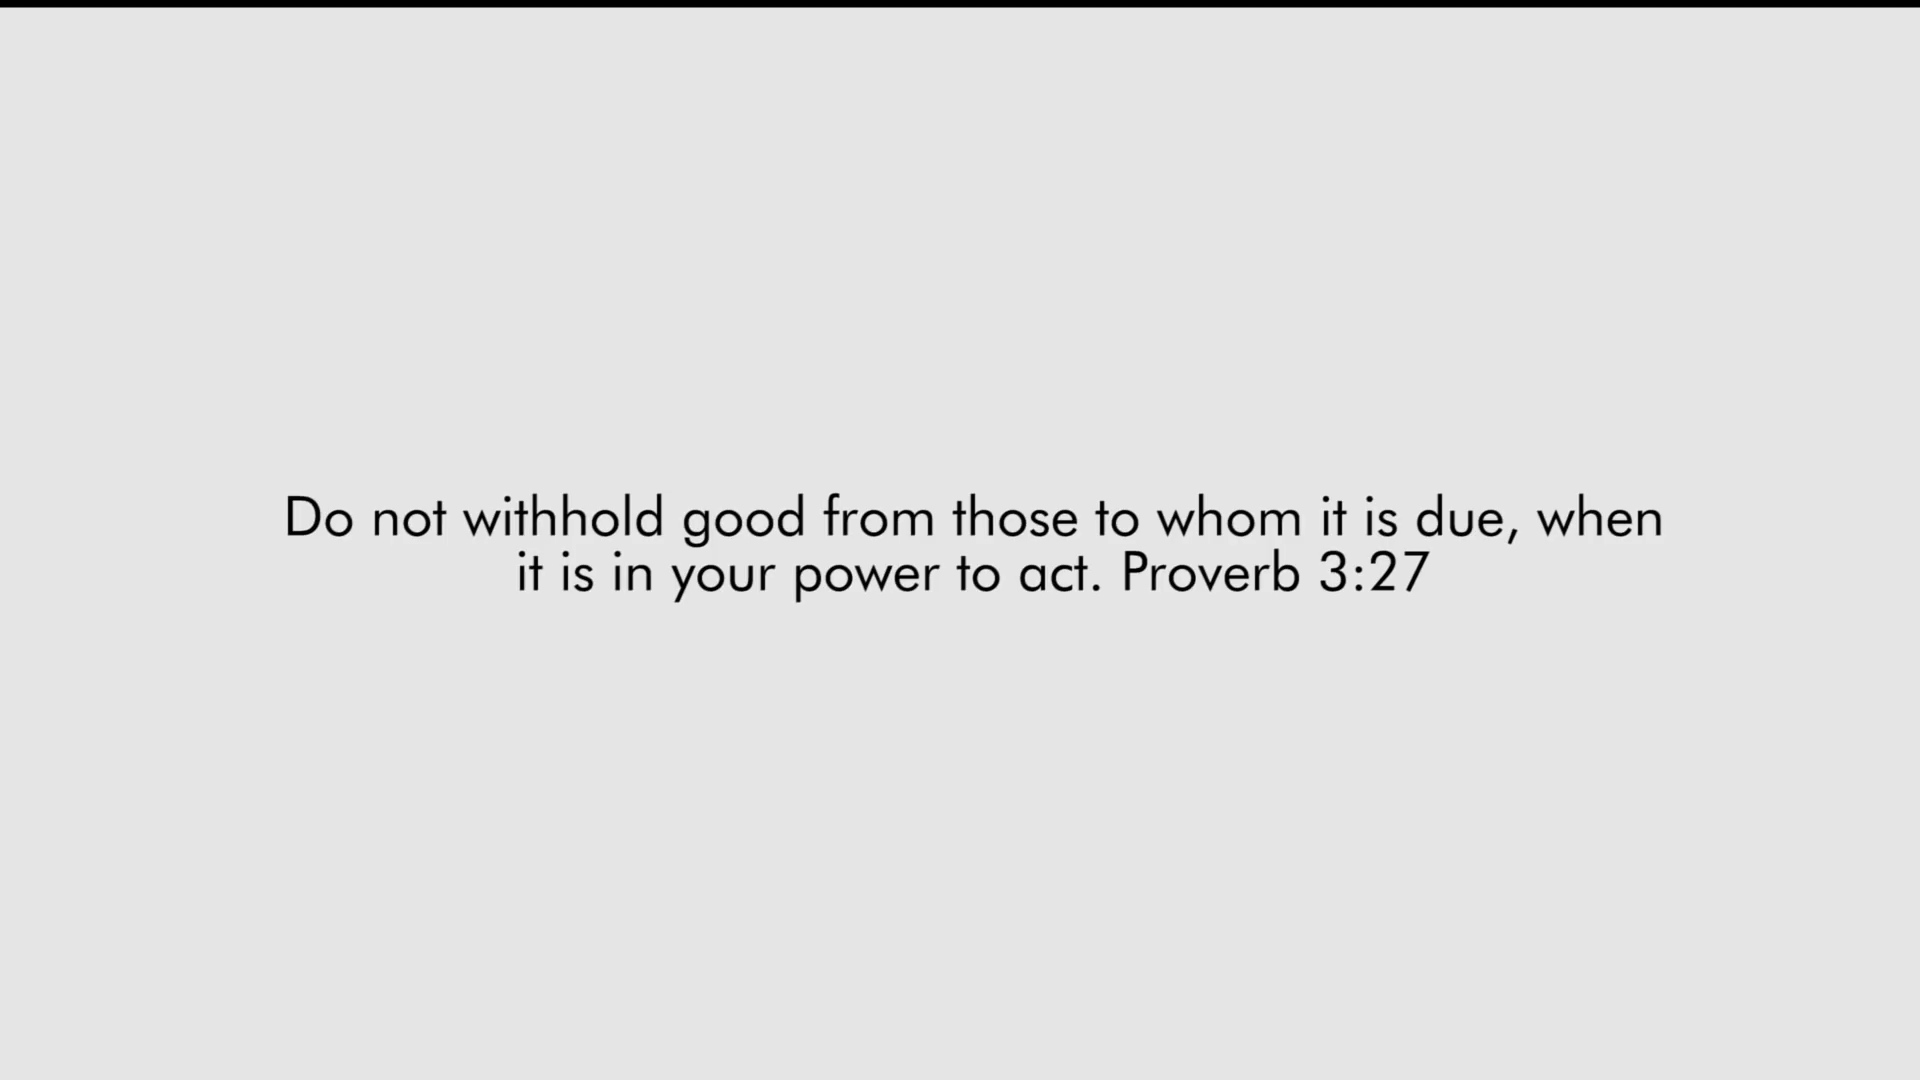 Do not withhold good from those to whom it is due, when
it is in your power to act. Proverb 3:27